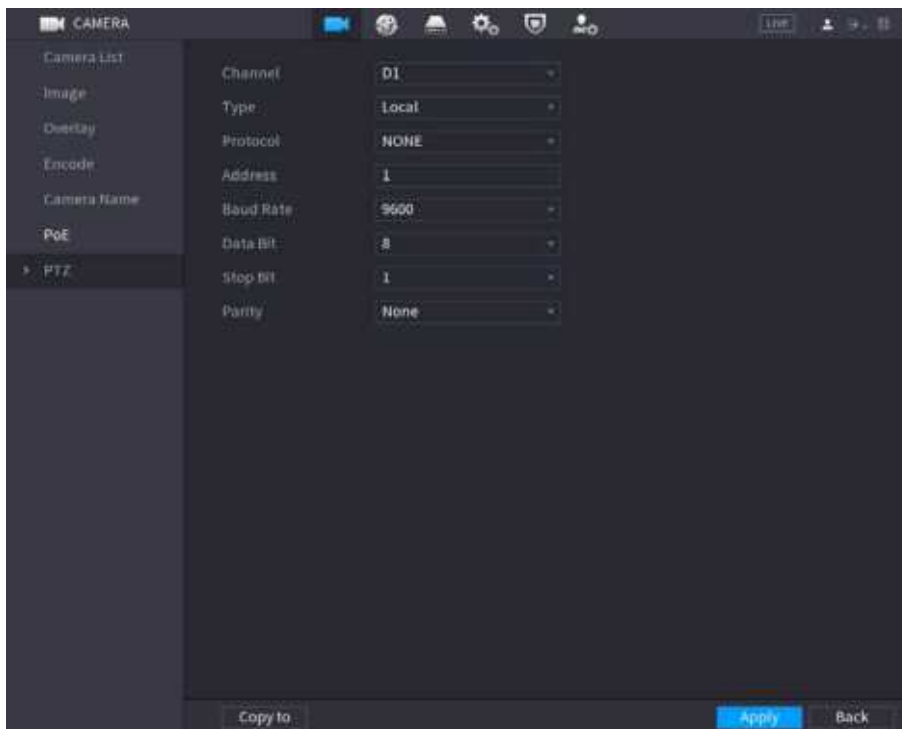 CAMERA
LIVE
Camera List
Image
Overlay
Encode
Camera Name
PoE
PTZ
Channel D1
Type Local
Protocol NONE
Address 1
Baud Rate 9600
Data Bit 8
Stop Bit 1
Parity None
Copy to Apply Back